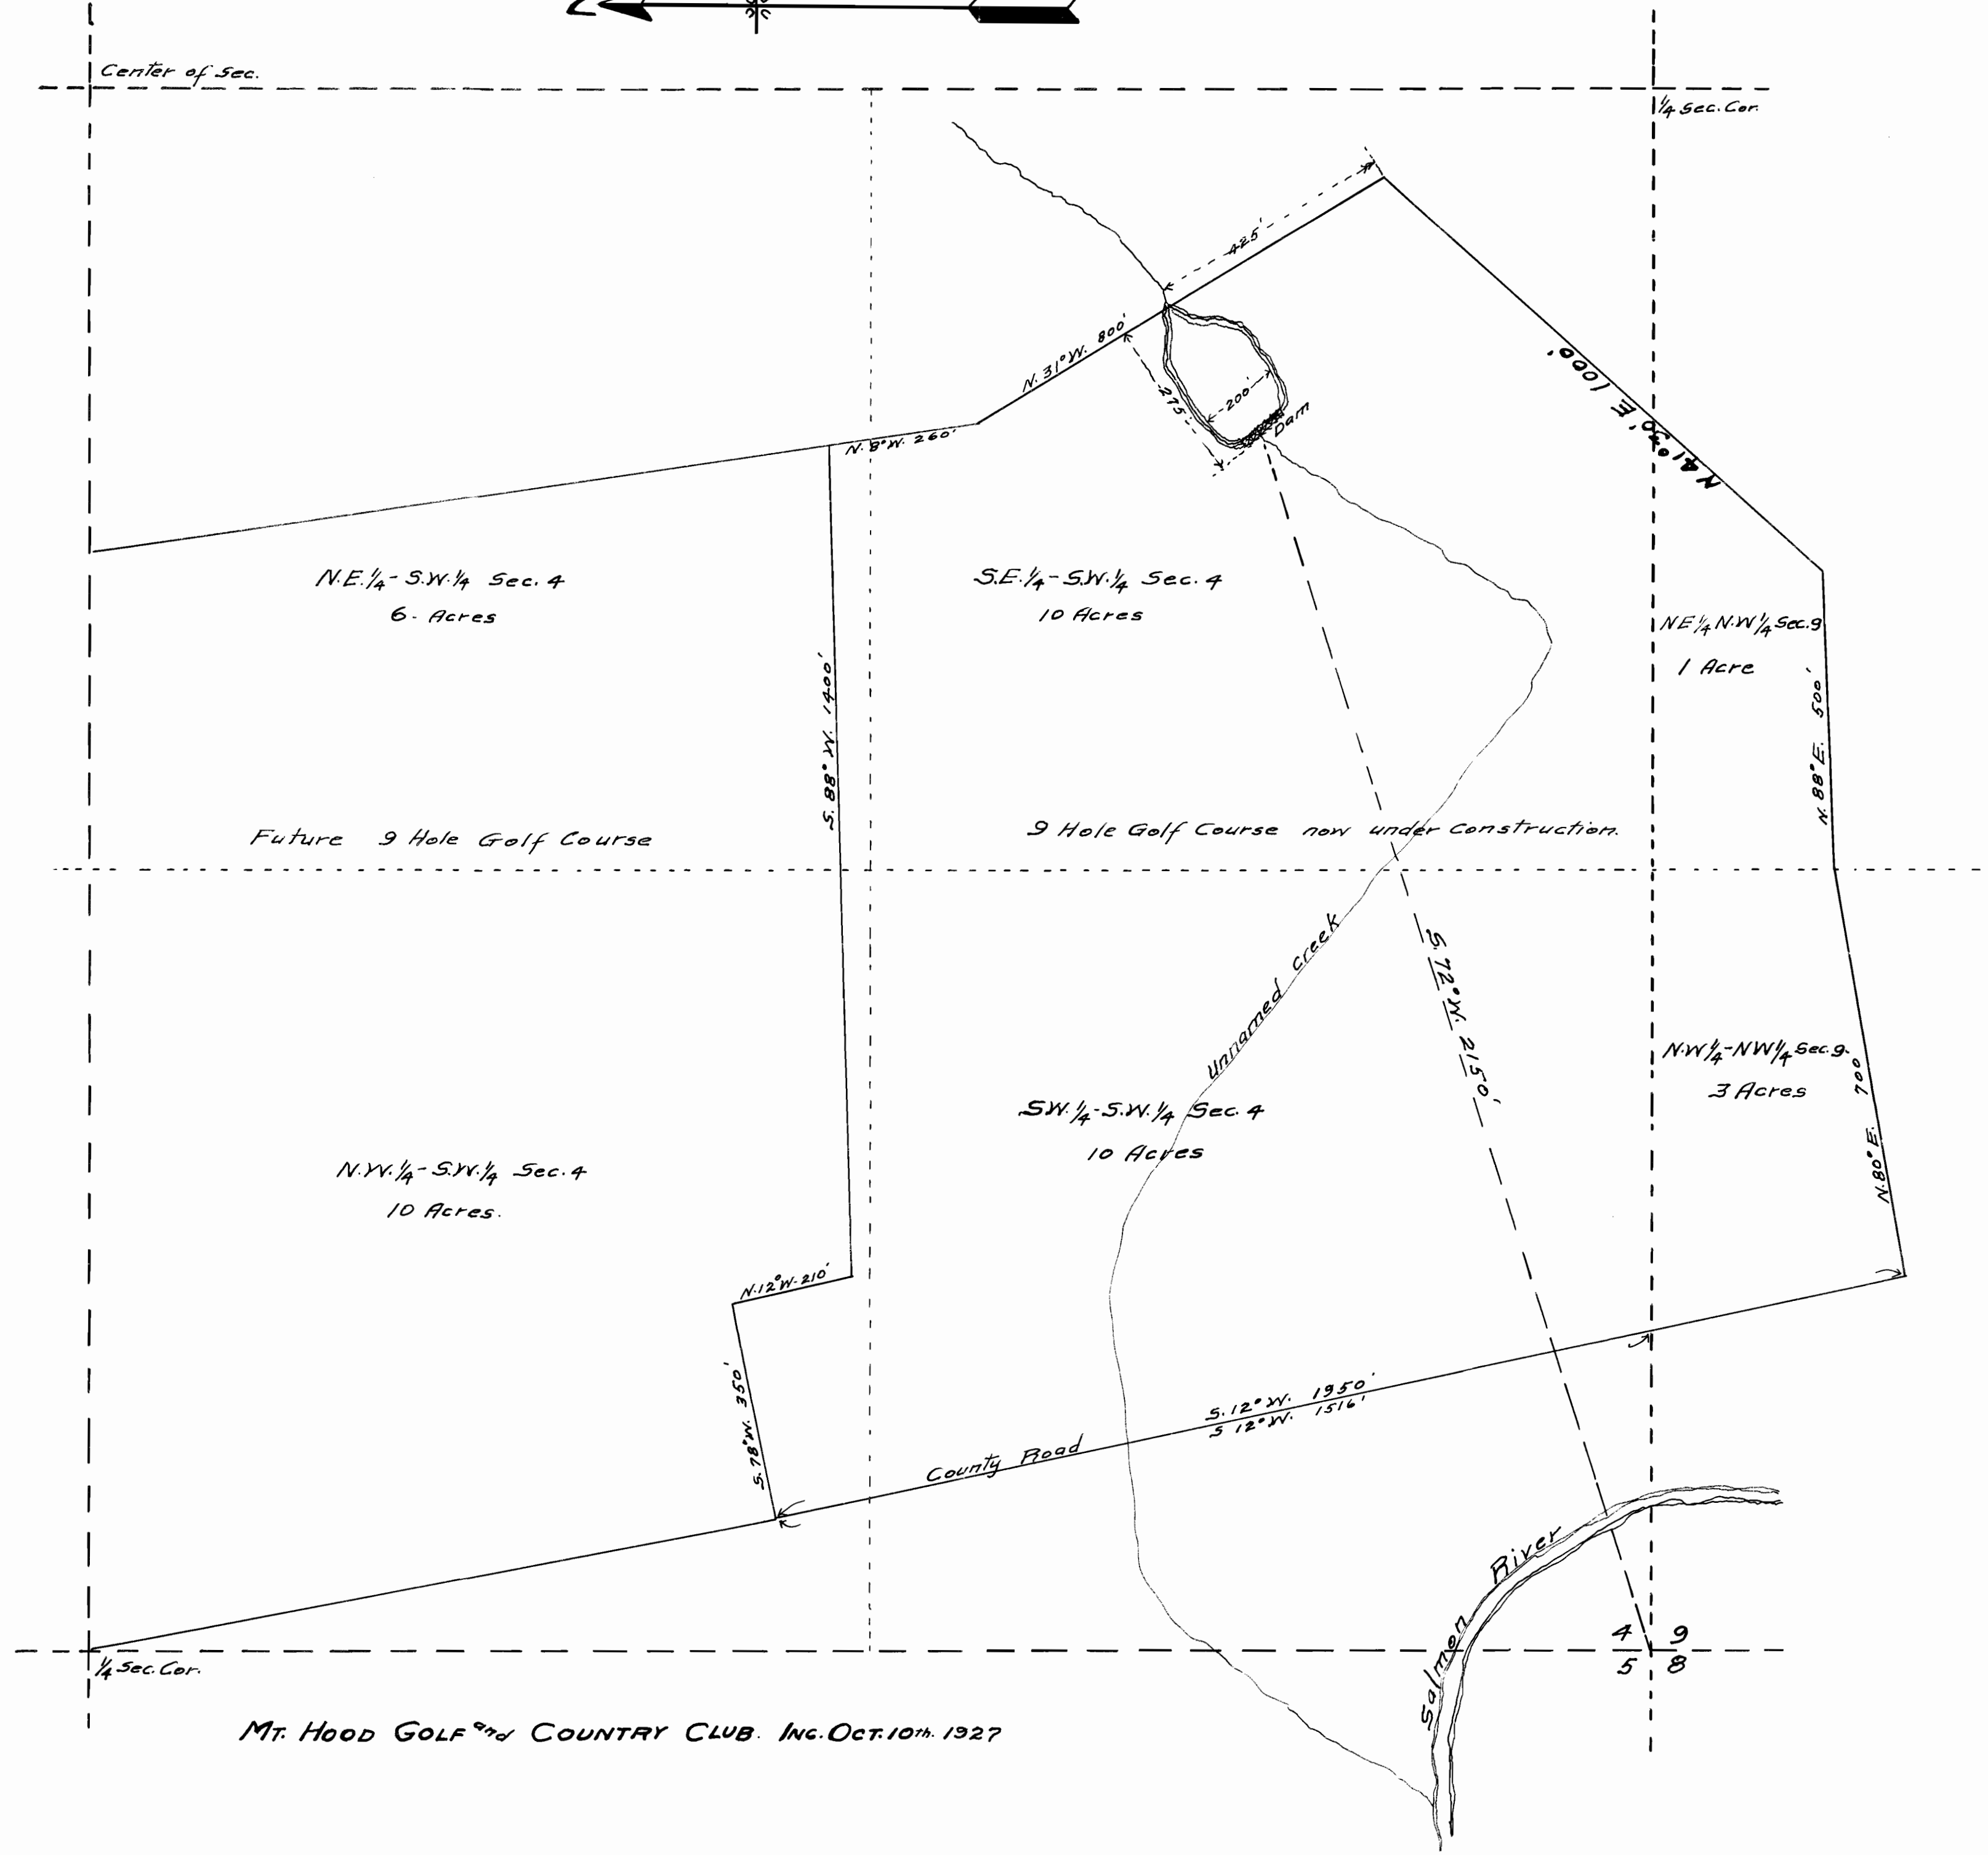 Center of Sec.
1/4 Sec. Cor.
425'
N. 31° W. 800'
N. 8° W. 260'
275'
200'
Dam
N 41°30' E 1000'
N.E.1/4 - S.W.1/4 Sec. 4
6 - Acres
S.E.1/4 - S.W.1/4 Sec. 4
10 Acres
NE 1/4 N.W 1/4 Sec. 9
1 Acre
S. 88° W. 1400'
N. 88° E. 500'
Future 9 Hole Golf Course
9 Hole Golf Course now under construction.
Unnamed creek
S. 72° W. 2150'
N.W 1/4 - NW 1/4 Sec. 9.
3 Acres
N. 80° E. 700
SW. 1/4 - S.W. 1/4 Sec. 4
10 Acres
N.W. 1/4 - S.W. 1/4 Sec. 4
10 Acres.
N. 12° W. 210'
S. 78° W. 350'
S. 12° W. 1950'
S 12° W. 1516'
County Road
Salmon River
4 9
5 8
1/4 Sec. Cor.
MT. HOOD GOLF and COUNTRY CLUB. INC. OCT. 10th. 1927